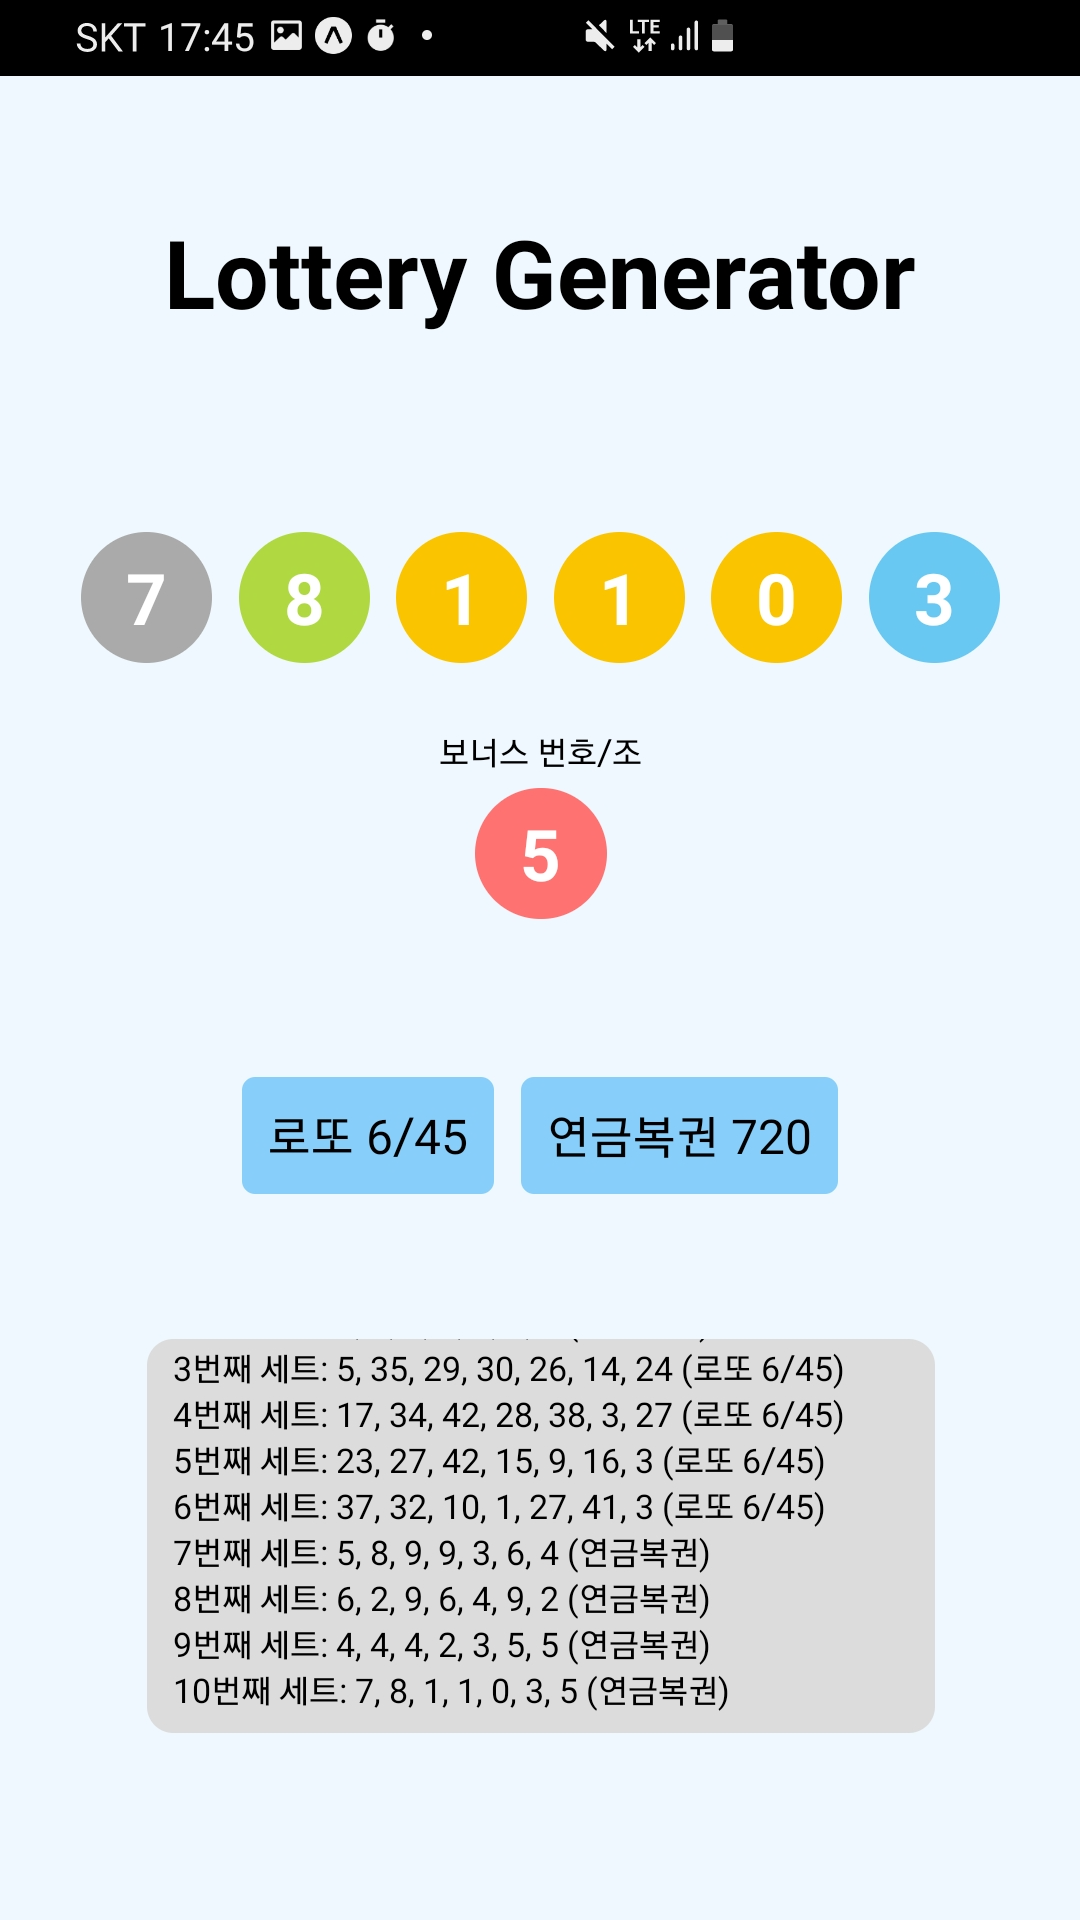 SKT 17:45
LTE
Lottery Generator
7 8 1 1 0 3
보너스 번호/조
5
로또 6/45 연금복권 720
3번째 세트: 5, 35, 29, 30, 26, 14, 24 (로또 6/45)
4번째 세트: 17, 34, 42, 28, 38, 3, 27 (로또 6/45)
5번째 세트: 23, 27, 42, 15, 9, 16, 3 (로또 6/45)
6번째 세트: 37, 32, 10, 1, 27, 41, 3 (로또 6/45)
7번째 세트: 5, 8, 9, 9, 3, 6, 4 (연금복권)
8번째 세트: 6, 2, 9, 6, 4, 9, 2 (연금복권)
9번째 세트: 4, 4, 4, 2, 3, 5, 5 (연금복권)
10번째 세트: 7, 8, 1, 1, 0, 3, 5 (연금복권)